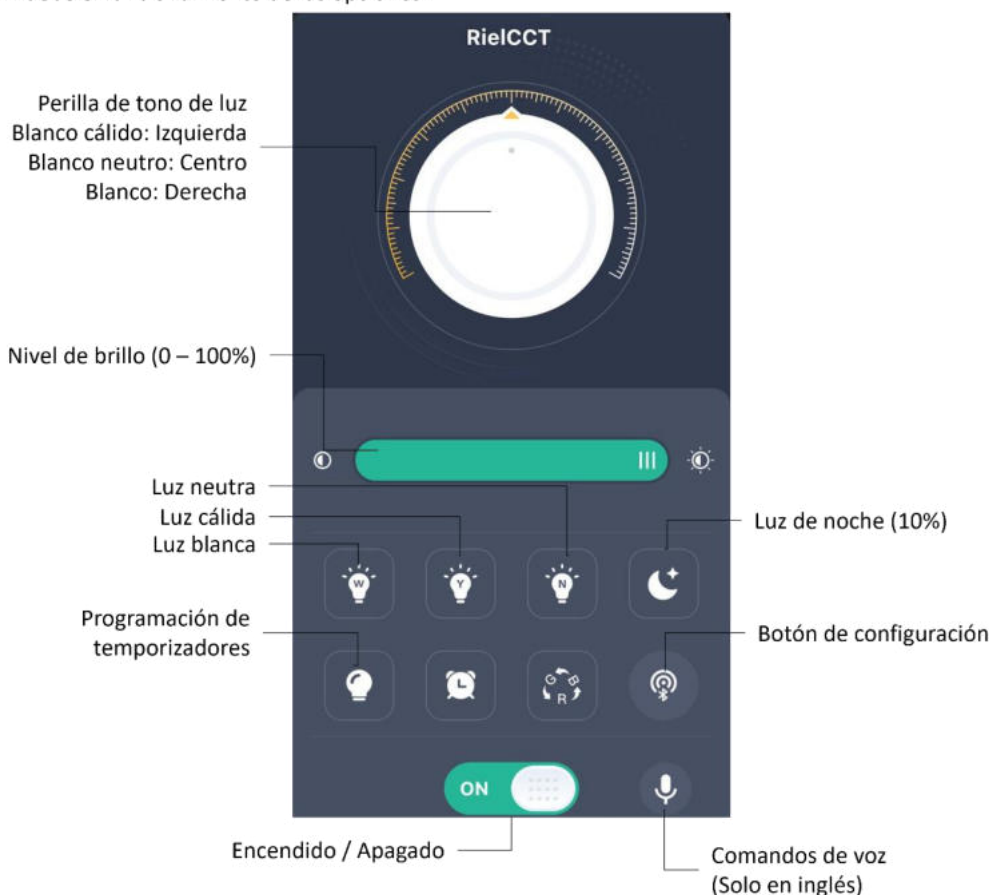 RielCCT
Perilla de tono de luz
Blanco cálido: Izquierda
Blanco neutro: Centro
Blanco: Derecha
Nivel de brillo (0 – 100%)
Luz neutra
Luz cálida
Luz blanca
Luz de noche (10%)
W
Y
N
Programación de
temporizadores
Botón de configuración
G B
R
ON
Encendido / Apagado
Comandos de voz
(Solo en inglés)